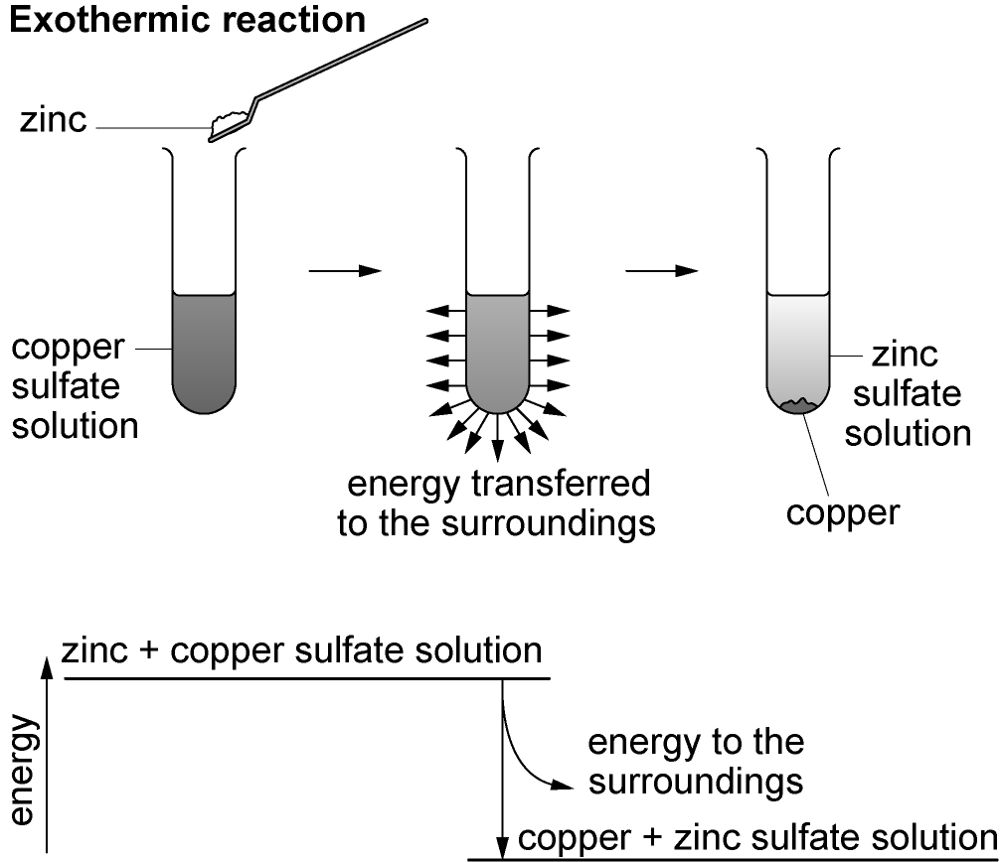 Exothermic reaction
zinc
copper
sulfate
solution
energy transferred
to the surroundings
zinc
sulfate
solution
copper
zinc + copper sulfate solution
energy
energy to the
surroundings
copper + zinc sulfate solution